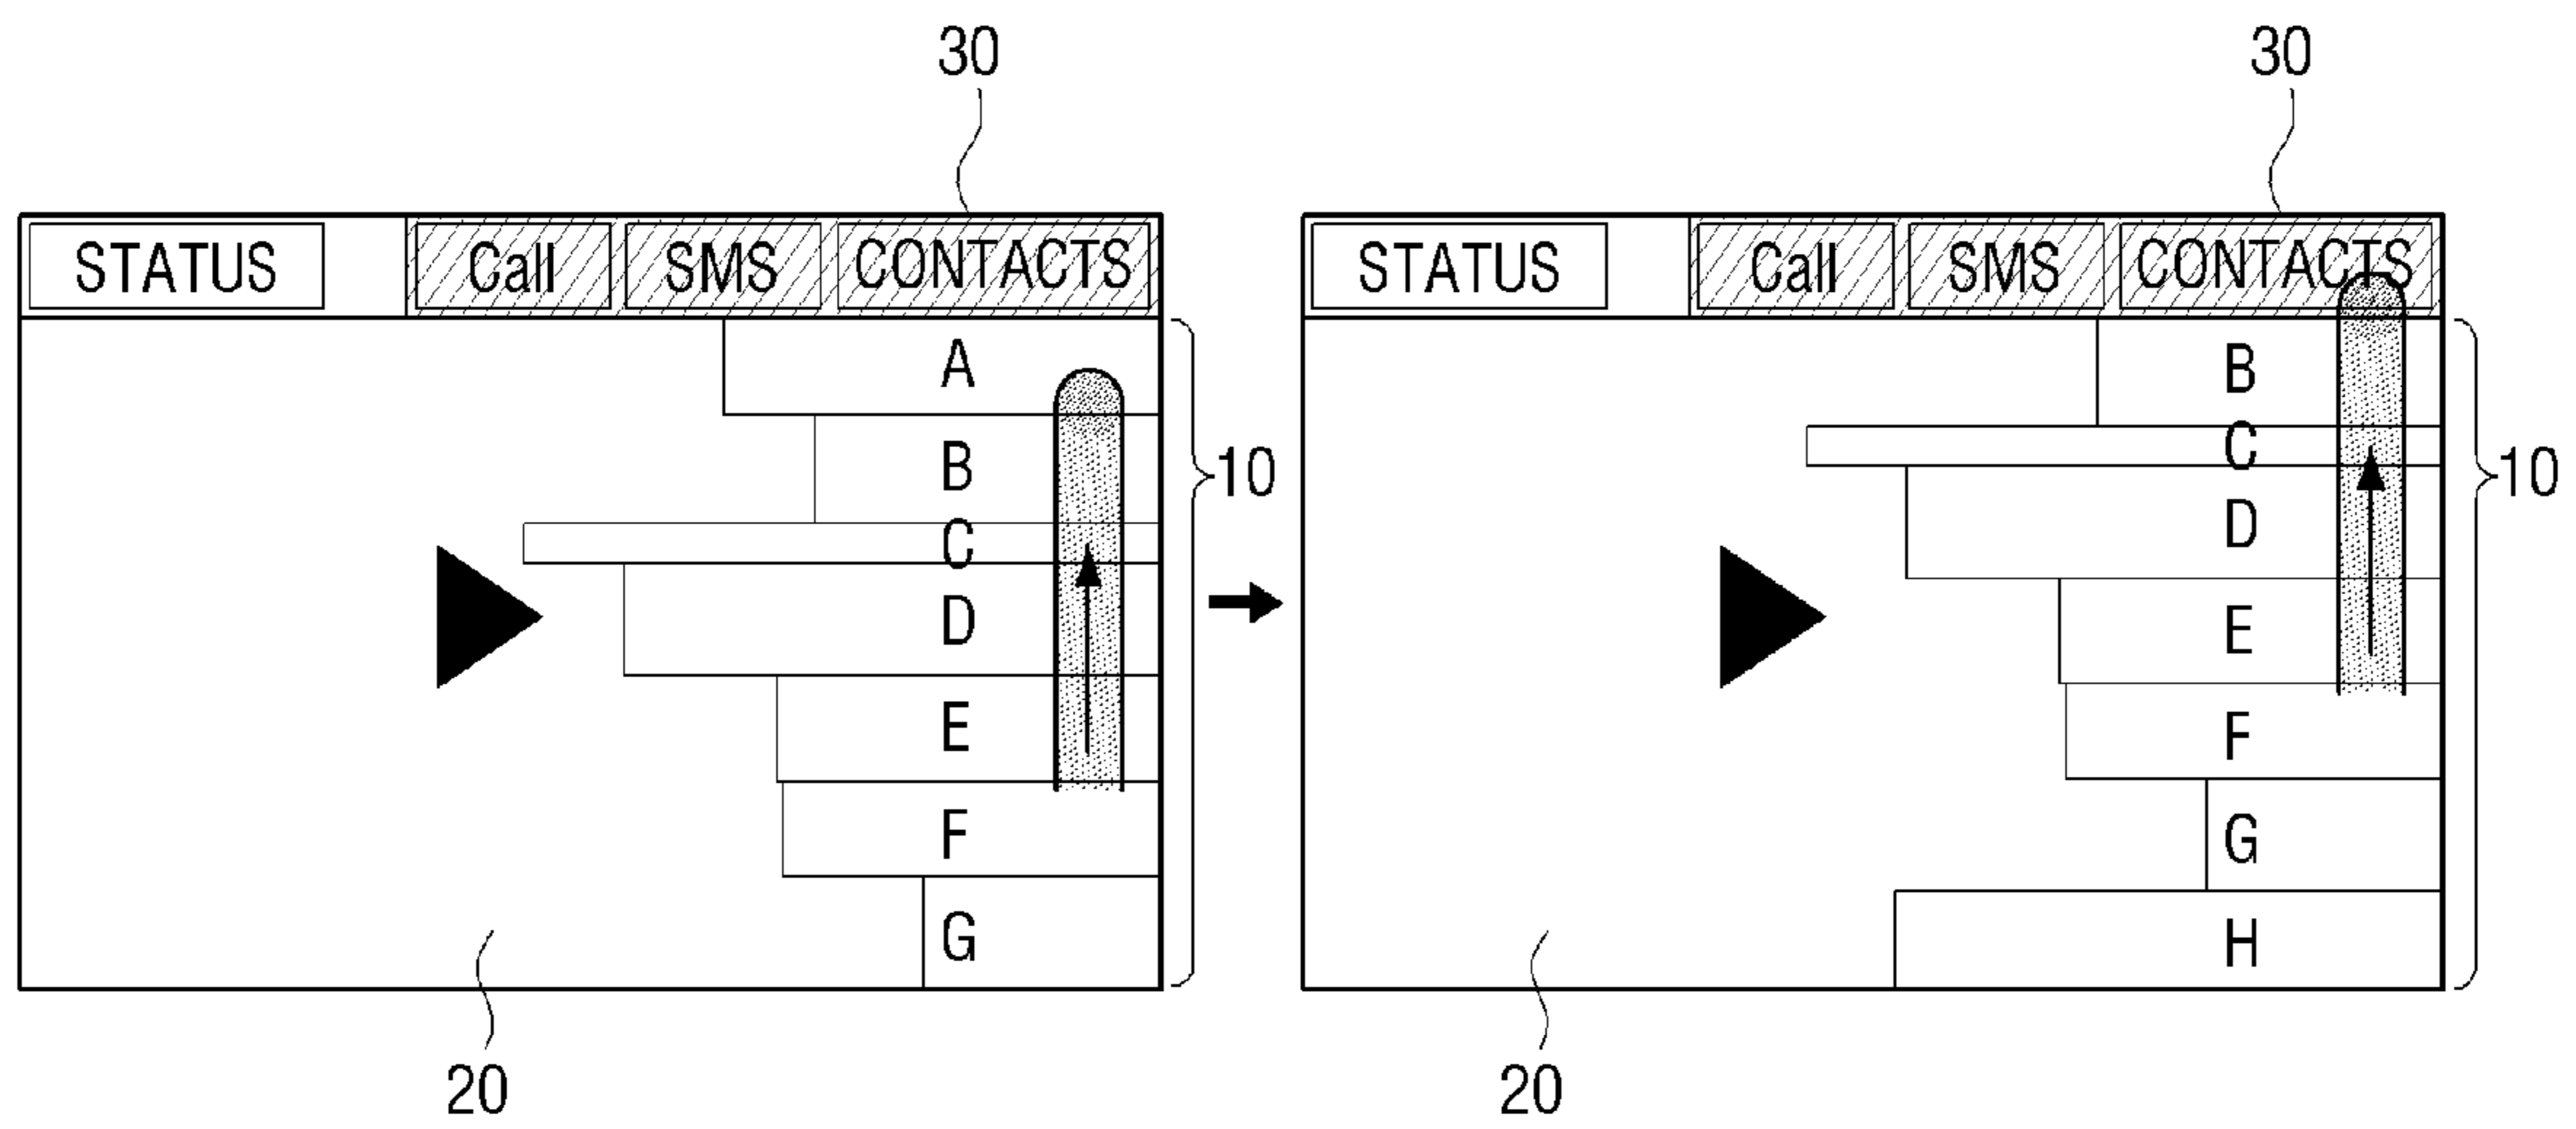 30 30
STATUS Call SMS CONTACTS STATUS Call SMS CONTACTS
A B
B C
10 10
C D
D E
E F
F G
G H
20 20